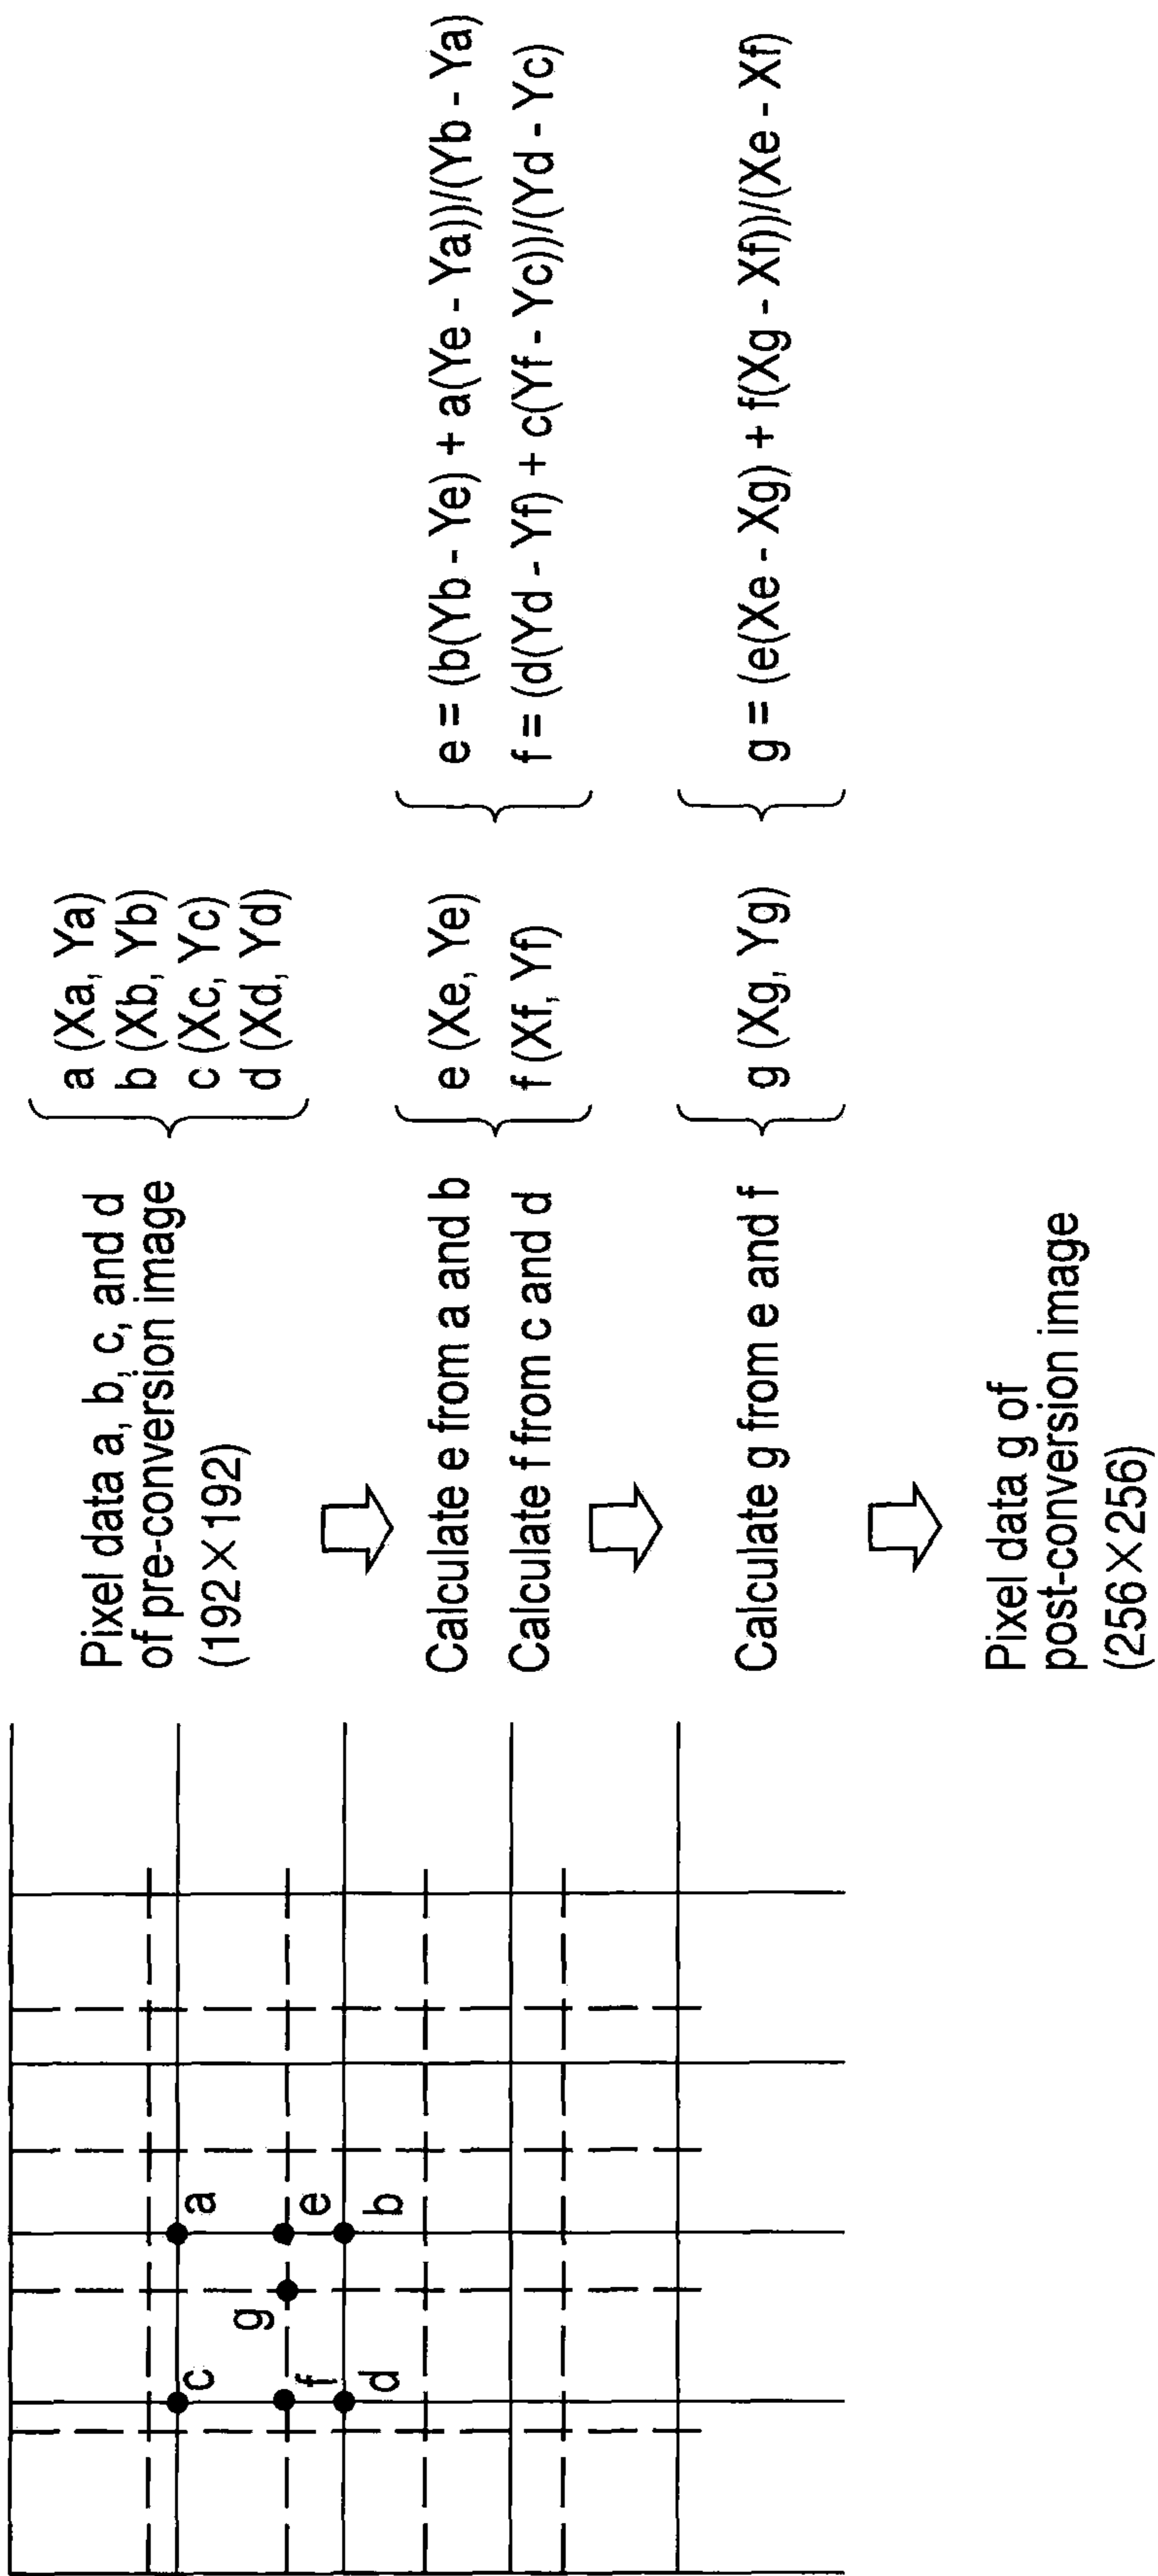 Pixel data a, b, c, and d
of pre-conversion image
(192×192)
a (Xa, Ya)
b (Xb, Yb)
c (Xc, Yc)
d (Xd, Yd)
Calculate e from a and b
Calculate f from c and d
e (Xe, Ye)
f (Xf, Yf)
e = (b(Yb - Ye) + a(Ye - Ya))/(Yb - Ya)
f = (d(Yd - Yf) + c(Yf - Yc))/(Yd - Yc)
Calculate g from e and f
g (Xg, Yg)
g = (e(Xe - Xg) + f(Xg - Xf))/(Xe - Xf)
Pixel data g of
post-conversion image
(256×256)
c
a
g
f
e
d
b